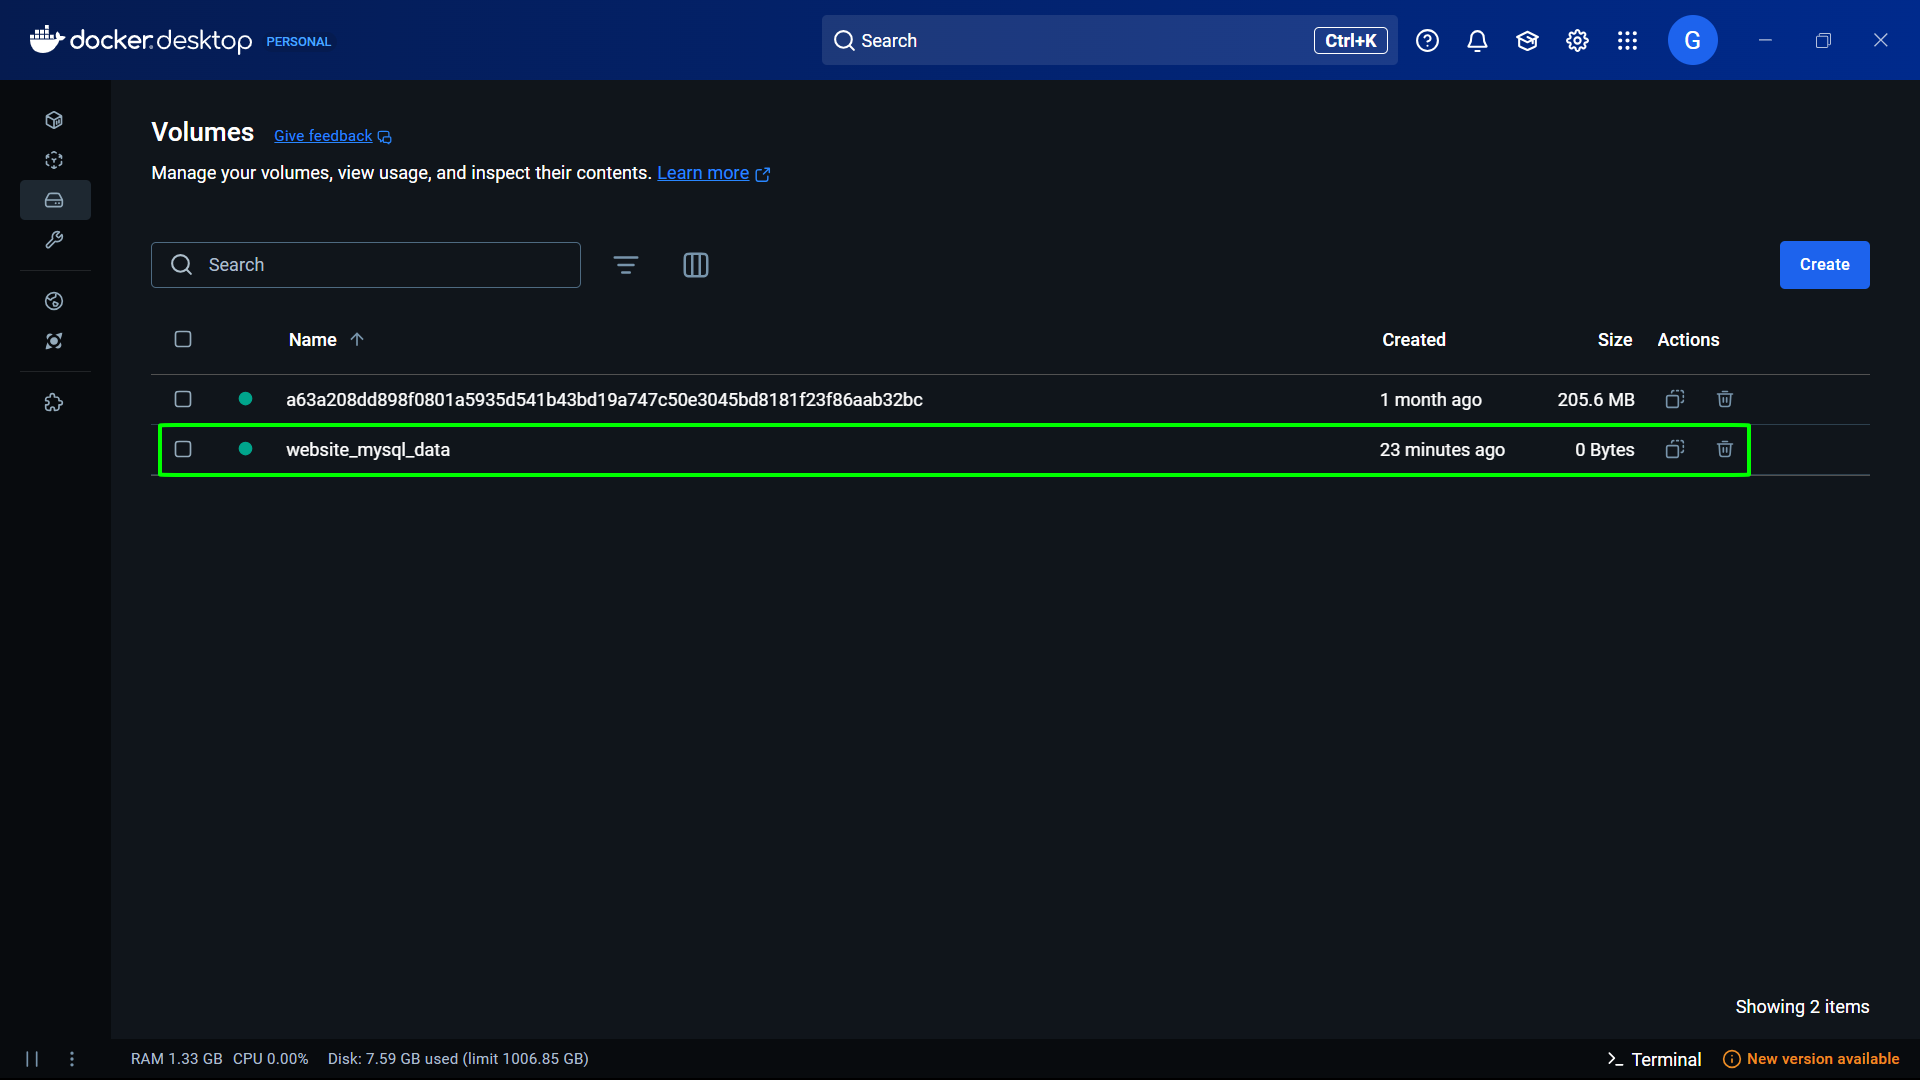 docker.desktop PERSONAL
Search Ctrl+K
G
Volumes Give feedback
Manage your volumes, view usage, and inspect their contents. Learn more
Search
Create
Name Created Size Actions
a63a208dd898f0801a5935d541b43bd19a747c50e3045bd8181f23f86aab32bc 1 month ago 205.6 MB
website_mysql_data 23 minutes ago 0 Bytes
Showing 2 items
RAM 1.33 GB CPU 0.00% Disk: 7.59 GB used (limit 1006.85 GB) Terminal New version available